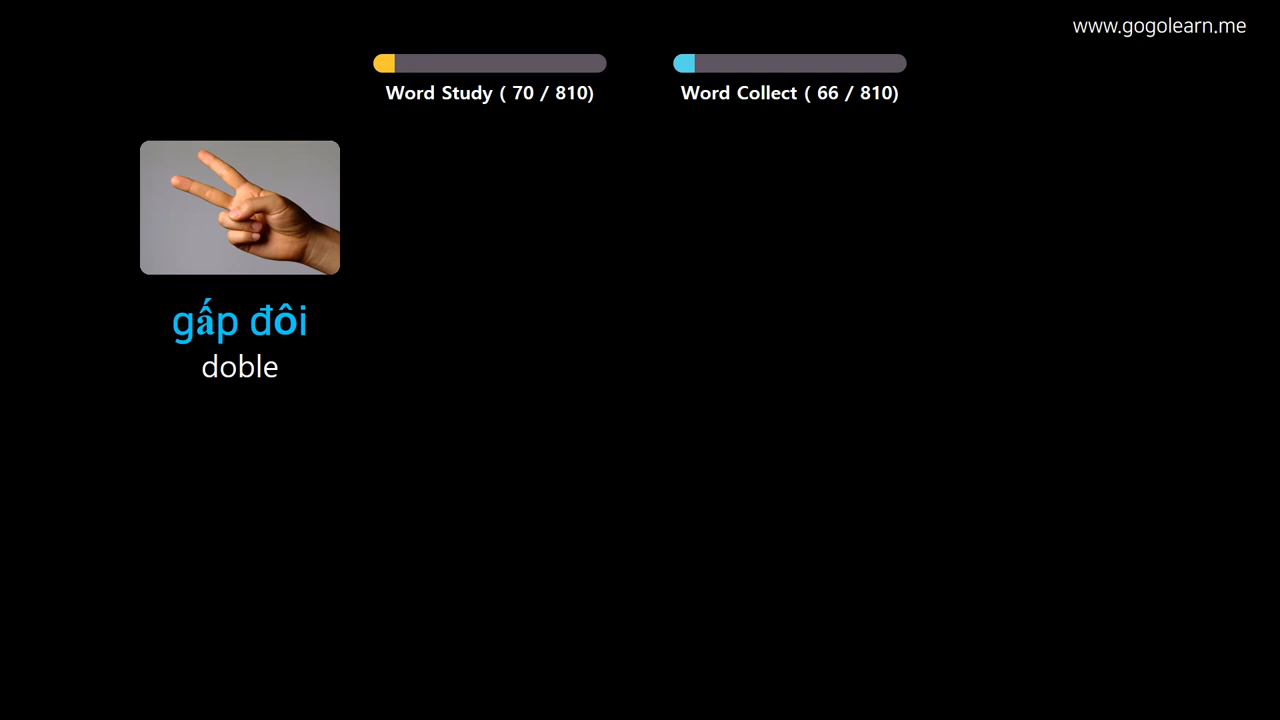 www.gogolearn.me
Word Study ( 70 / 810)
Word Collect ( 66 / 810)
gấp đôi
doble